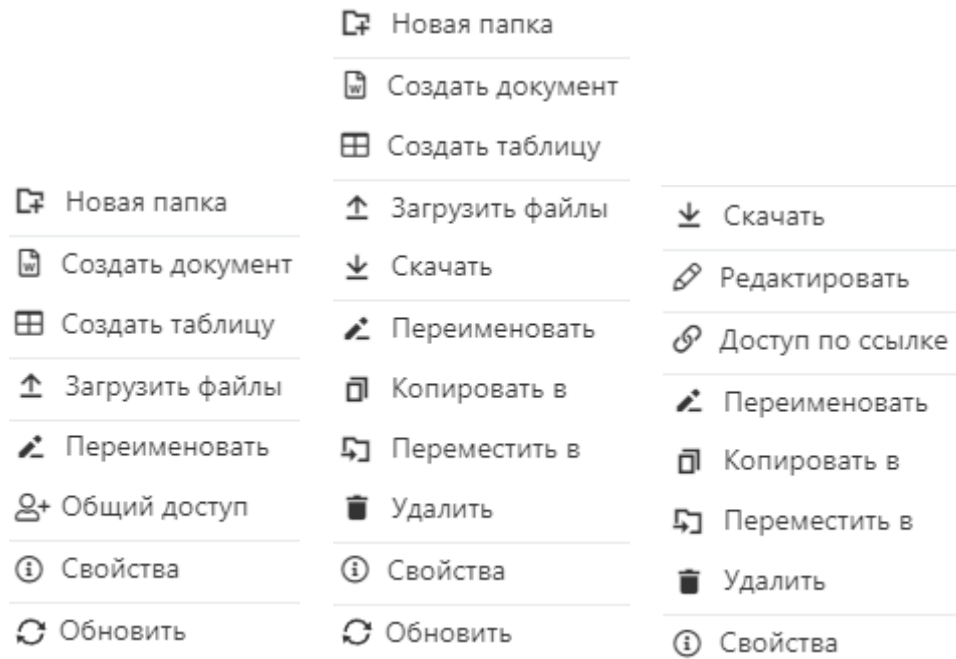 Новая папка
Создать документ
Создать таблицу
Загрузить файлы
Переименовать
Общий доступ
Свойства
Обновить
Новая папка
Создать документ
Создать таблицу
Загрузить файлы
Скачать
Переименовать
Копировать в
Переместить в
Удалить
Свойства
Обновить
Скачать
Редактировать
Доступ по ссылке
Переименовать
Копировать в
Переместить в
Удалить
Свойства